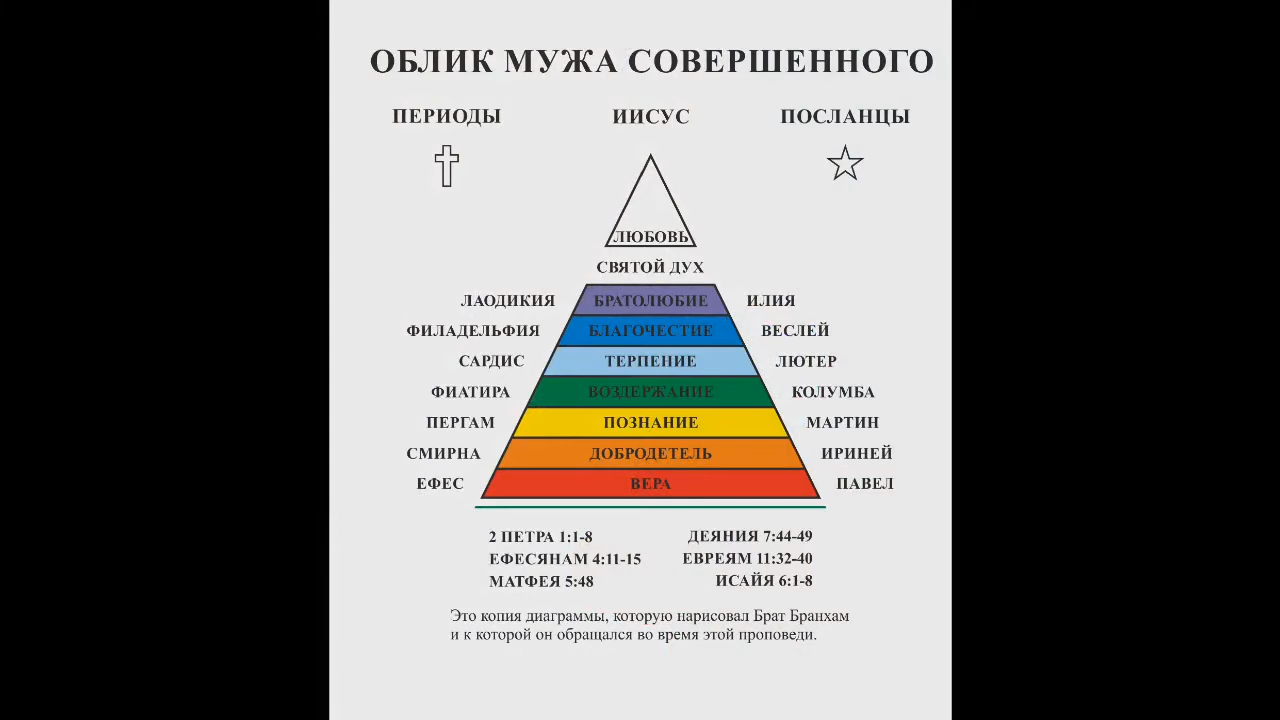 ОБЛИК МУЖА СОВЕРШЕННОГО
ПЕРИОДЫ ИИСУС ПОСЛАНЦЫ
ЛЮБОВЬ
СВЯТОЙ ДУХ
ЛАОДИКИЯ БРАТОЛЮБИЕ ИЛИЯ
ФИЛАДЕЛЬФИЯ БЛАГОЧЕСТИЕ ВЕСЛЕЙ
САРДИС ТЕРПЕНИЕ ЛЮТЕР
ФИАТИРА ВОЗДЕРЖАНИЕ КОЛУМБА
ПЕРГАМ ПОЗНАНИЕ МАРТИН
СМИРНА ДОБРОДЕТЕЛЬ ИРИНЕЙ
ЕФЕС ВЕРА ПАВЕЛ
2 ПЕТРА 1:1-8 ДЕЯНИЯ 7:44-49
ЕФЕСЯНАМ 4:11-15 ЕВРЕЯМ 11:32-40
МАТФЕЯ 5:48 ИСАЙЯ 6:1-8
Это копия диаграммы, которую нарисовал Брат Бранхам
и к которой он обращался во время этой проповеди.